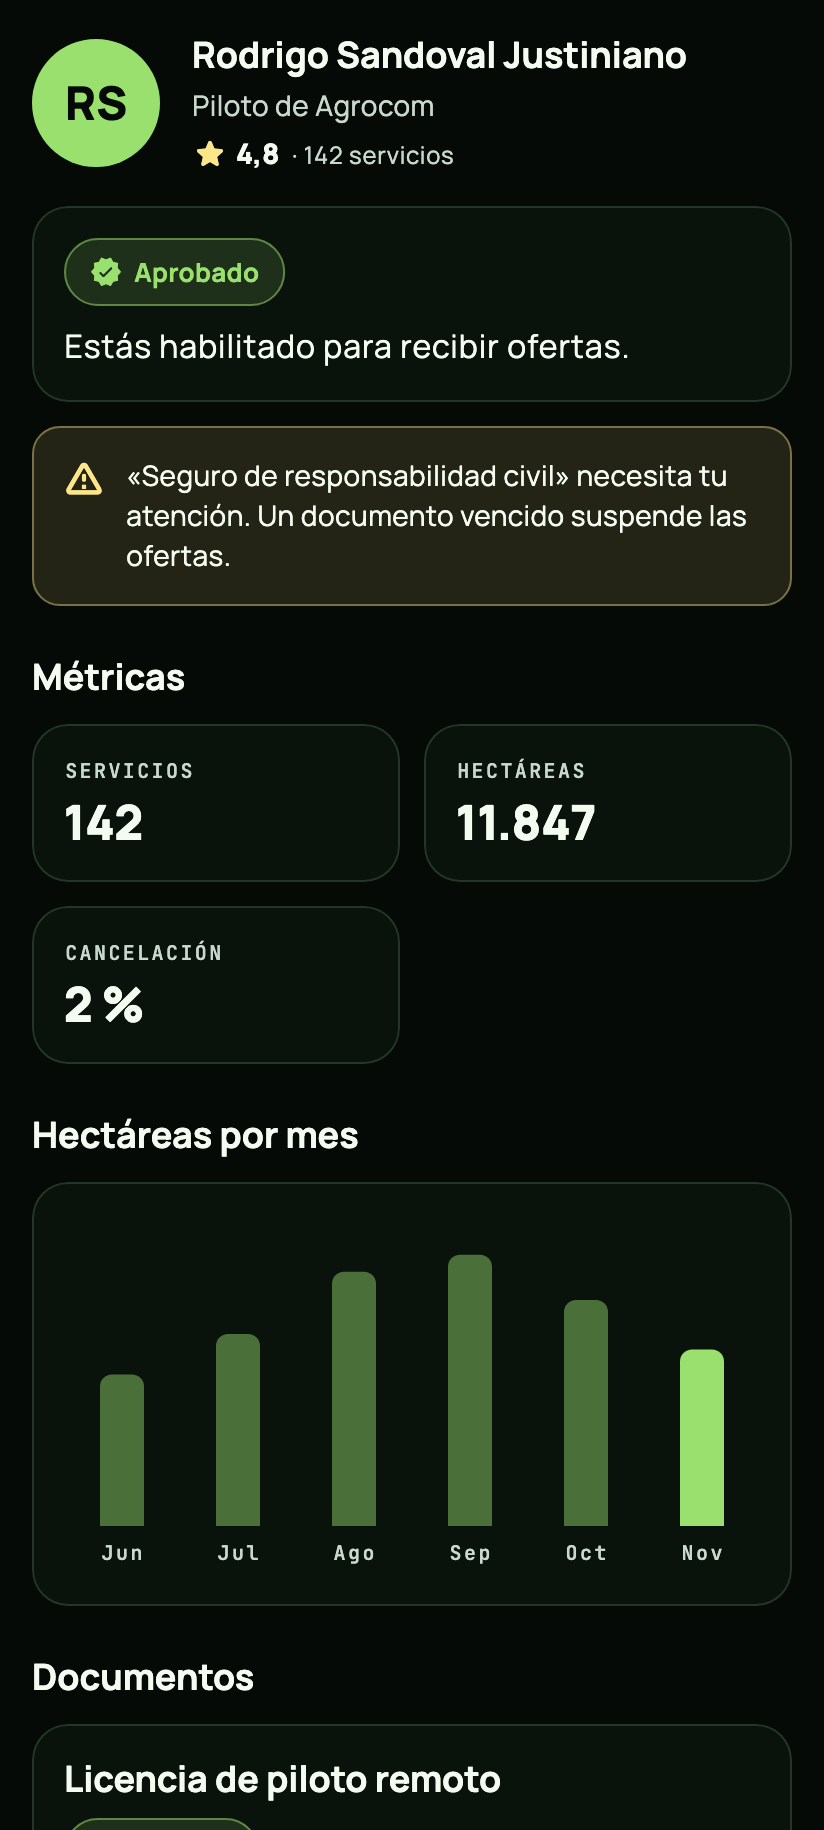 RS
Rodrigo Sandoval Justiniano
Piloto de Agrocom
4,8 · 142 servicios
Aprobado
Estás habilitado para recibir ofertas.
«Seguro de responsabilidad civil» necesita tu
atención. Un documento vencido suspende las
ofertas.
Métricas
SERVICIOS
142
HECTÁREAS
11.847
CANCELACIÓN
2 %
Hectáreas por mes
Jun Jul Ago Sep Oct Nov
Documentos
Licencia de piloto remoto